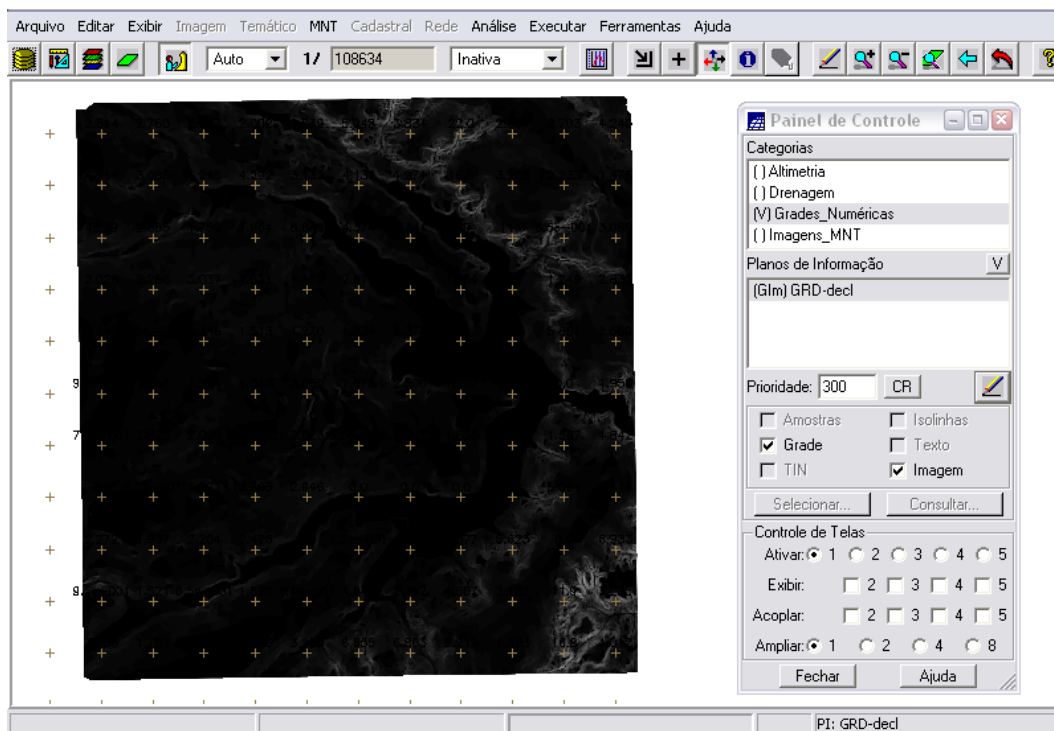 Arquivo Editar Exibir Imagem Temático MNT Cadastral Rede Análise Executar Ferramentas Ajuda
Auto 1/ 108634 Inativa
Painel de Controle
Categorias
( ) Altimetria
( ) Drenagem
(V) Grades_Numéricas
( ) Imagens_MNT
Planos de Informação V
(GIm) GRD-decl
Prioridade: 300 CR
Amostras Isolinhas
Grade Texto
TIN Imagem
Selecionar... Consultar...
Controle de Telas
Ativar: 1 2 3 4 5
Exibir: 2 3 4 5
Acoplar: 2 3 4 5
Ampliar: 1 2 4 8
Fechar Ajuda
PI: GRD-decl